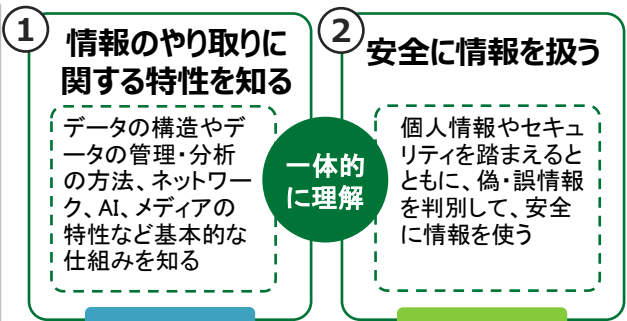 ①
情報のやり取りに
関する特性を知る
データの構造やデ
ータの管理・分析
の方法、ネットワー
ク、AI、メディアの
特性など基本的な
仕組みを知る
一体的
に理解
②
安全に情報を扱う
個人情報やセキュ
リティを踏まえると
ともに、偽・誤情報
を判別して、安全
に情報を使う